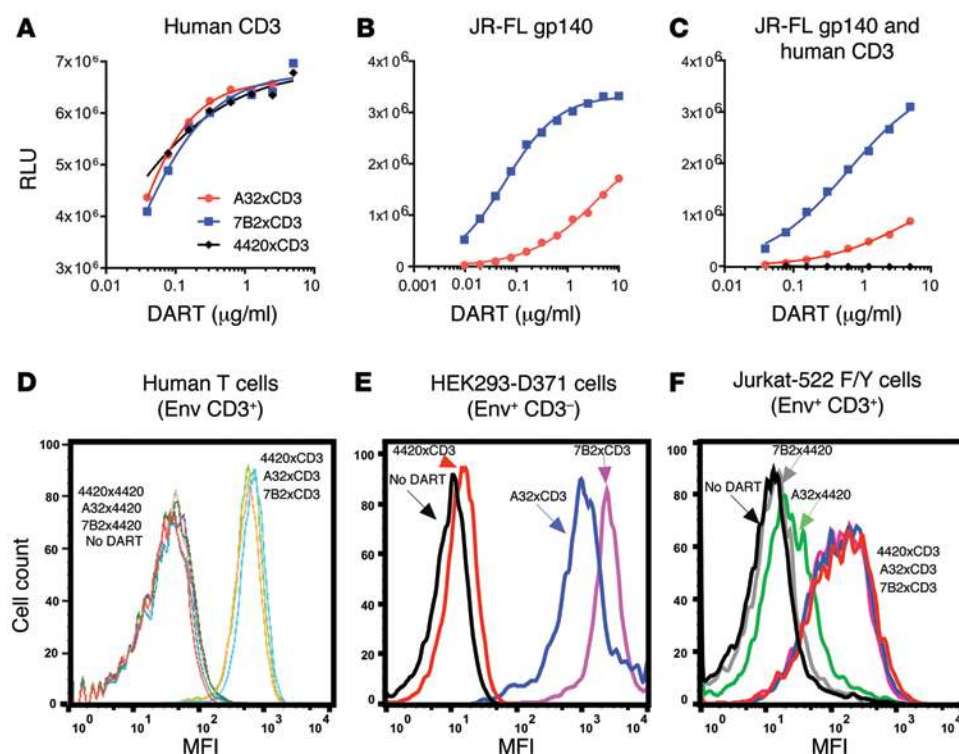 A
Human CD3
7x10⁶
6x10⁶
5x10⁶
4x10⁶
3x10⁶
RLU
A32xCD3
7B2xCD3
4420xCD3
0.01 0.1 1 10
DART (μg/ml)
B
JR-FL gp140
4x10⁶
3x10⁶
2x10⁶
1x10⁶
0
0.001 0.01 0.1 1 10
DART (μg/ml)
C
JR-FL gp140 and
human CD3
4x10⁶
3x10⁶
2x10⁶
1x10⁶
0
0.01 0.1 1 10
DART (μg/ml)
D
Human T cells
(Env CD3⁺)
100
80
60
40
20
0
Cell count
4420x4420
A32x4420
7B2x4420
No DART
4420xCD3
A32xCD3
7B2xCD3
0 10¹ 10² 10³ 10⁴
MFI
E
HEK293-D371 cells
(Env⁺ CD3⁻)
100
80
60
40
20
0
4420xCD3
No DART
A32xCD3
7B2xCD3
10⁰ 10¹ 10² 10³ 10⁴
MFI
F
Jurkat-522 F/Y cells
(Env⁺ CD3⁺)
100
80
60
40
20
0
7B2x4420
No DART
A32x4420
4420xCD3
A32xCD3
7B2xCD3
10⁰ 10¹ 10² 10³ 10⁴
MFI